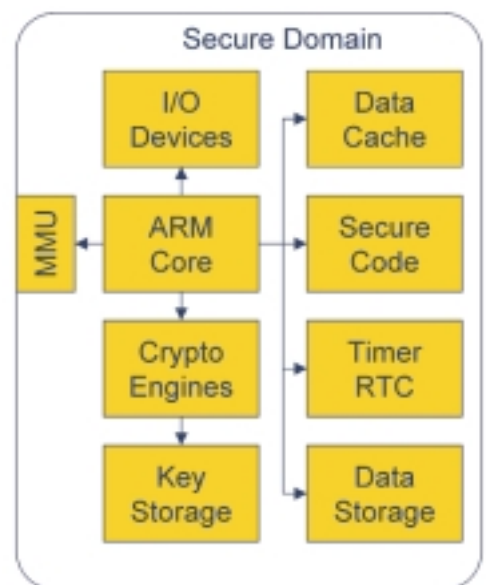 Secure Domain
I/O
Devices
Data
Cache
MMU
ARM
Core
Secure
Code
Crypto
Engines
Timer
RTC
Key
Storage
Data
Storage